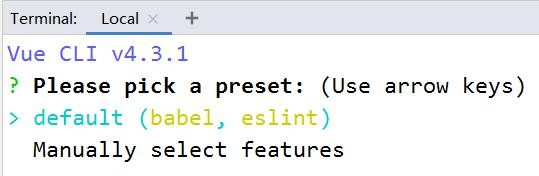 Terminal: Local × +
Vue CLI v4.3.1
? Please pick a preset: (Use arrow keys)
> default (babel, eslint)
Manually select features